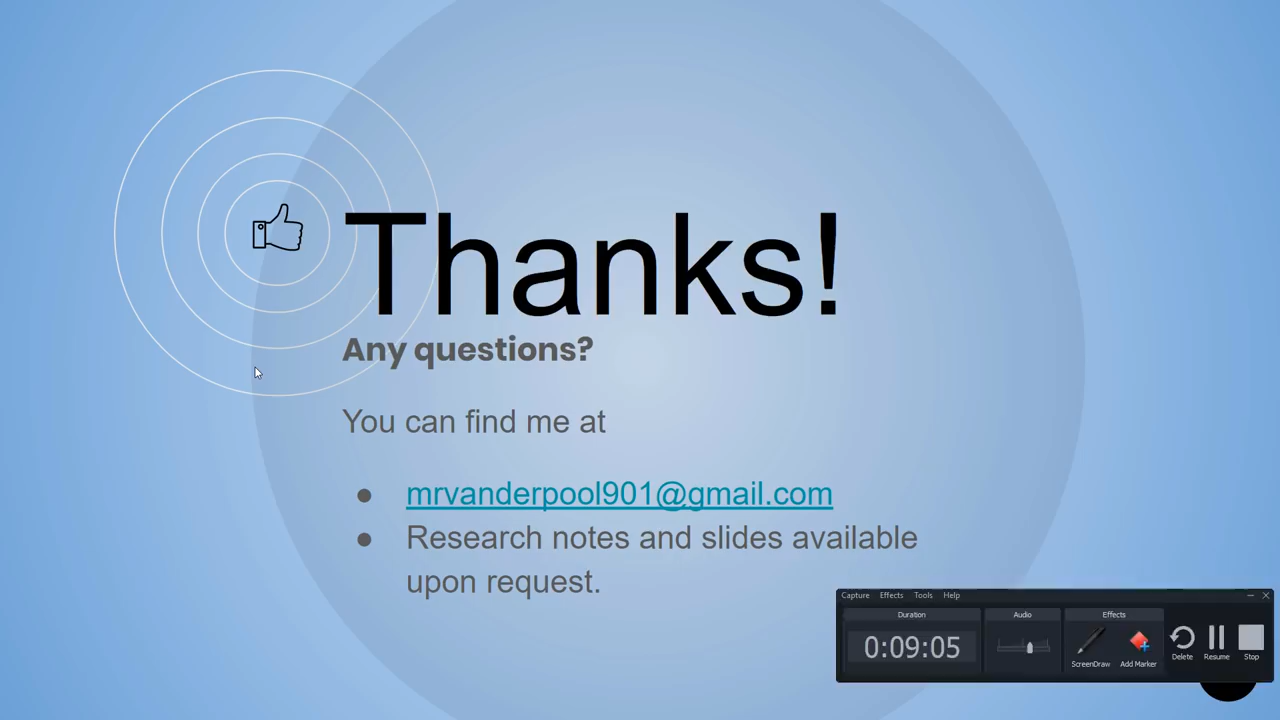 Thanks!
Any questions?
You can find me at
● mrvanderpool901@gmail.com
● Research notes and slides available
upon request.
Capture Effects Tools Help
Duration Audio Effects
0:09:05
ScreenDraw Add Marker Delete Resume Stop